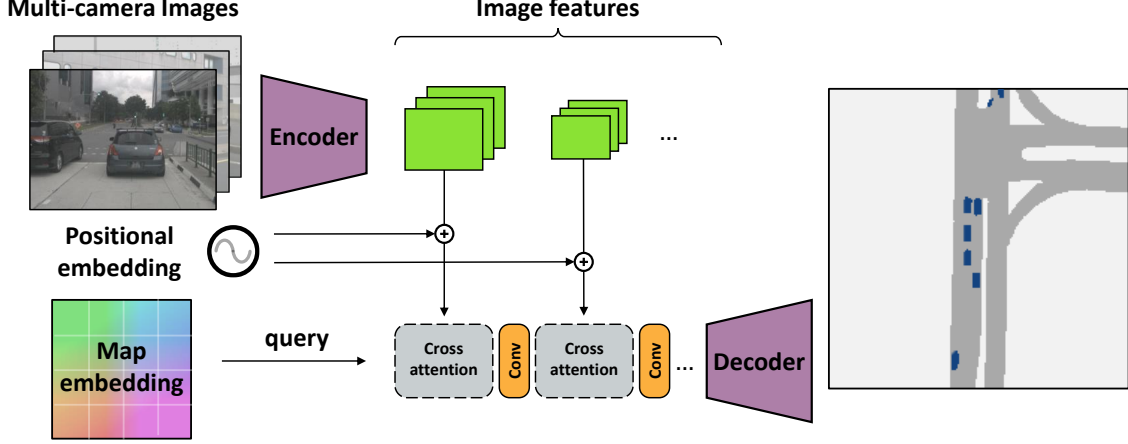 Multi-camera Images
Image features
Encoder
...
Positional
embedding
Map
embedding
query
Cross
attention
Conv
Cross
attention
Conv
...
Decoder